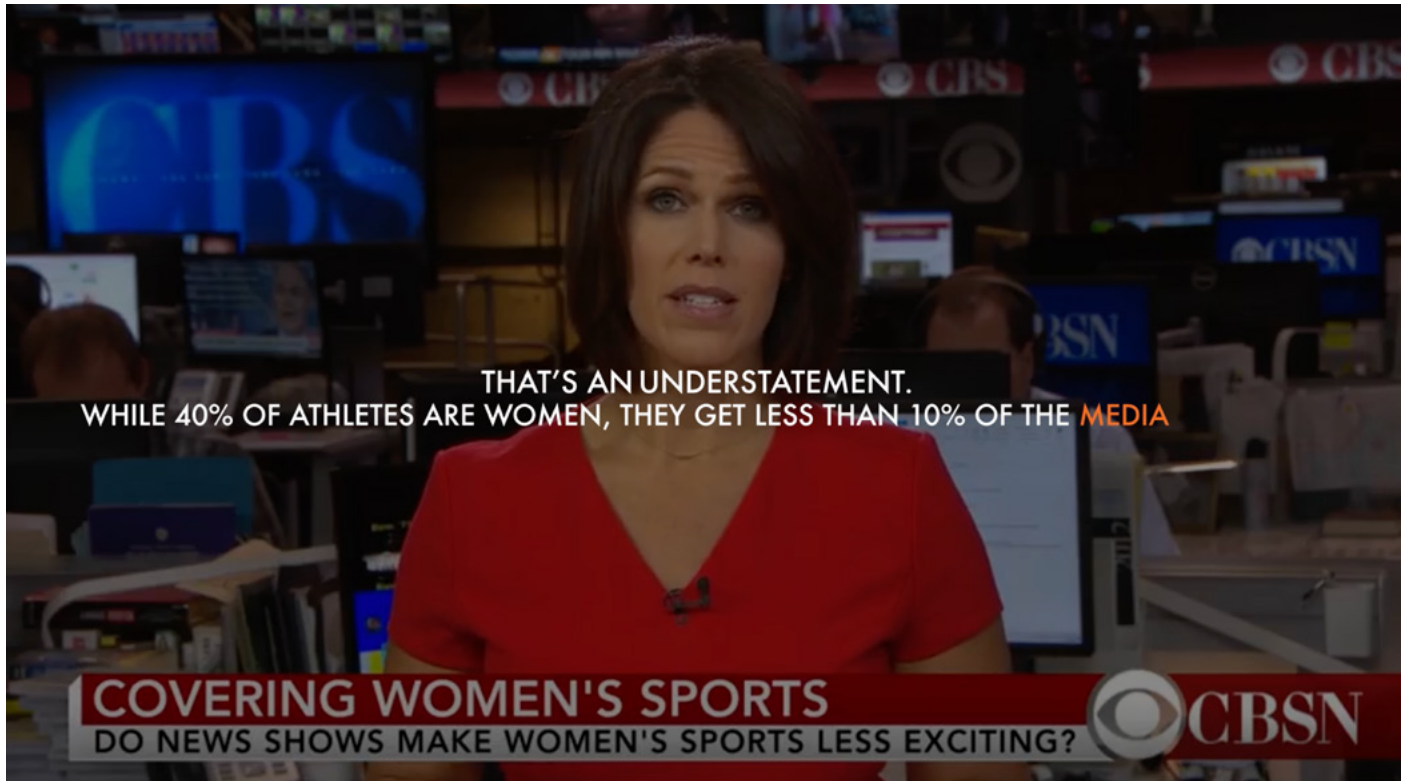 CBS
CBS
CBS
CBS
CBSN
BSN
THAT'S AN UNDERSTATEMENT.
WHILE 40% OF ATHLETES ARE WOMEN, THEY GET LESS THAN 10% OF THE MEDIA
COVERING WOMEN'S SPORTS
DO NEWS SHOWS MAKE WOMEN'S SPORTS LESS EXCITING?
CBSN